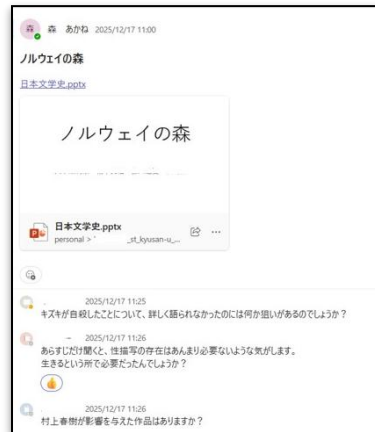 森 森 あかね 2025/12/17 11:00
ノルウェイの森
日本文学史.pptx
ノルウェイの森
日本文学史.pptx
personal > ' _st_kyusan-u_... ...
2025/12/17 11:25
キズキが自殺したことについて、詳しく語られなかったのには何か狙いがあるのでしょうか？
2025/12/17 11:26
あらすじだけ聞くと、性描写の存在はあんまり必要ないような気がします。
生きるという所で必要だったんでしょうか？
2025/12/17 11:26
村上春樹が影響を与えた作品はありますか？